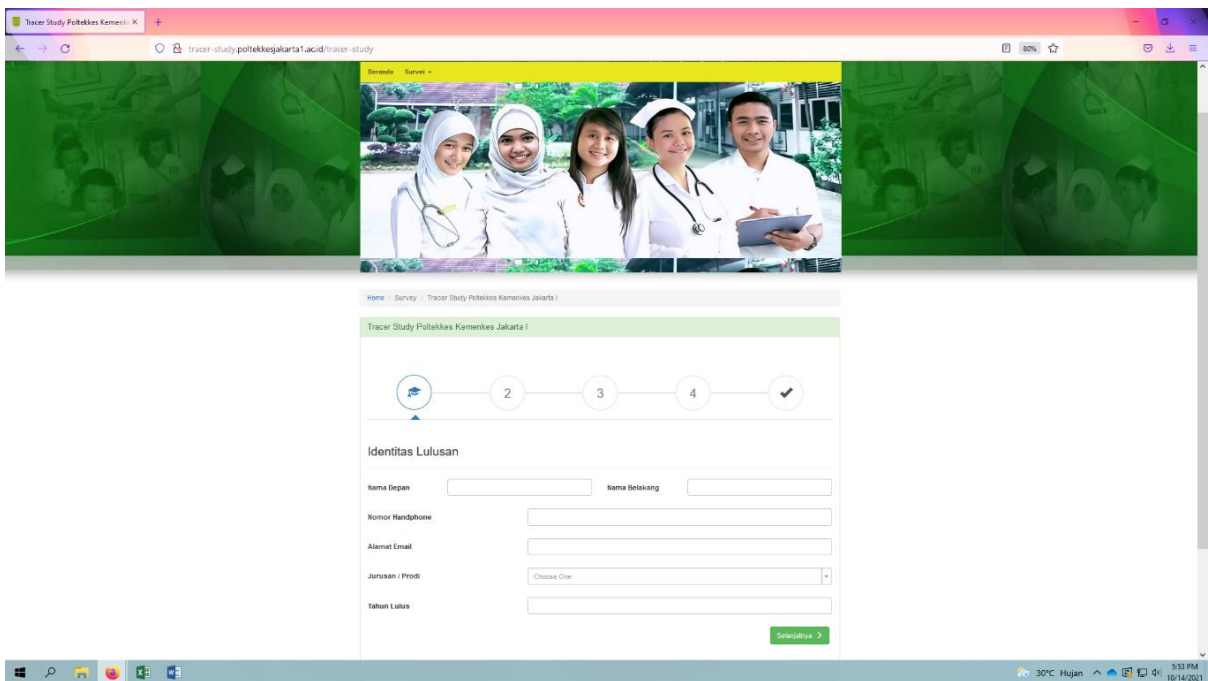 Tracer Study Poltekkes Kemenk
tracer-study.poltekkesjakarta1.ac.id/tracer-study
80%
Beranda Survei
Home / Survey / Tracer Study Poltekkes Kemenkes Jakarta I
Tracer Study Poltekkes Kemenkes Jakarta I
2 3 4
Identitas Lulusan
Nama Depan Nama Belakang
Nomor Handphone
Alamat Email
Jurusan / Prodi Choose One
Tahun Lulus
Selanjutnya
30°C Hujan
5:53 PM
10/14/2021